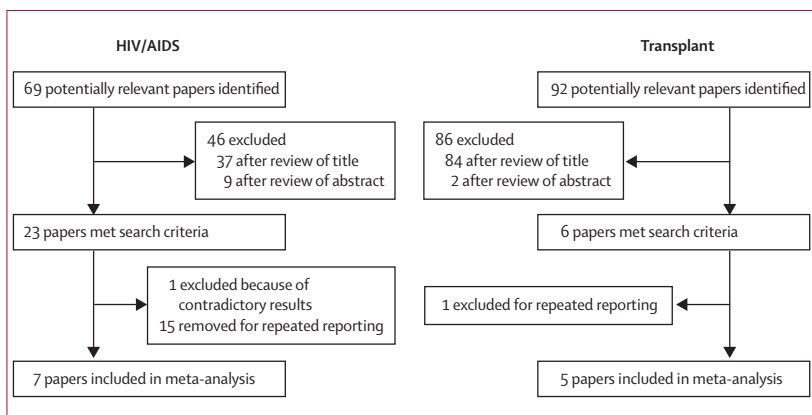 HIV/AIDS
69 potentially relevant papers identified
46 excluded
37 after review of title
9 after review of abstract
23 papers met search criteria
1 excluded because of
contradictory results
15 removed for repeated reporting
7 papers included in meta-analysis
Transplant
92 potentially relevant papers identified
86 excluded
84 after review of title
2 after review of abstract
6 papers met search criteria
1 excluded for repeated reporting
5 papers included in meta-analysis